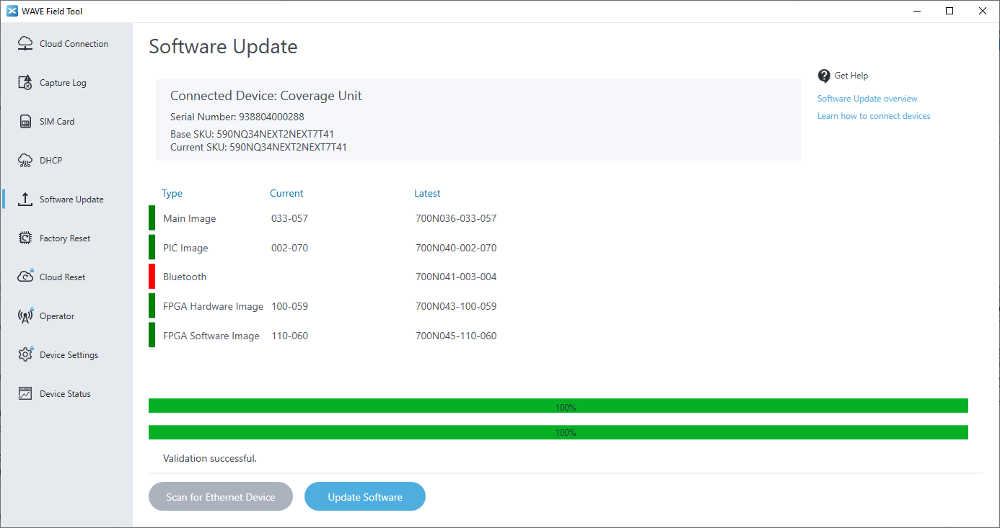 WAVE Field Tool
Cloud Connection
Capture Log
SIM Card
DHCP
Software Update
Factory Reset
Cloud Reset
Operator
Device Settings
Device Status
Software Update
Connected Device: Coverage Unit
Serial Number: 938804000288
Base SKU: 590NQ34NEXT2NEXT7T41
Current SKU: 590NQ34NEXT2NEXT7T41
Get Help
Software Update overview
Learn how to connect devices
Type Current Latest
Main Image 033-057 700N036-033-057
PIC Image 002-070 700N040-002-070
Bluetooth 700N041-003-004
FPGA Hardware Image 100-059 700N043-100-059
FPGA Software Image 110-060 700N045-110-060
100%
100%
Validation successful.
Scan for Ethernet Device Update Software